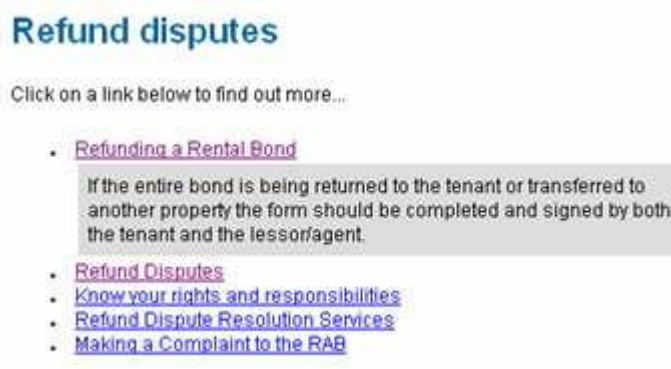 Refund disputes
Click on a link below to find out more...
Refunding a Rental Bond
If the entire bond is being returned to the tenant or transferred to
another property the form should be completed and signed by both
the tenant and the lessor/agent.
Refund Disputes
Know your rights and responsibilities
Refund Dispute Resolution Services
Making a Complaint to the RAB